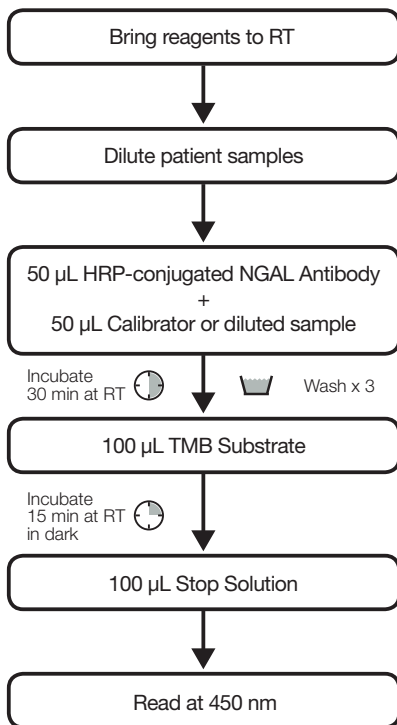 Bring reagents to RT
Dilute patient samples
50 µL HRP-conjugated NGAL Antibody
+
50 µL Calibrator or diluted sample
Incubate
30 min at RT
Wash x 3
100 µL TMB Substrate
Incubate
15 min at RT
in dark
100 µL Stop Solution
Read at 450 nm